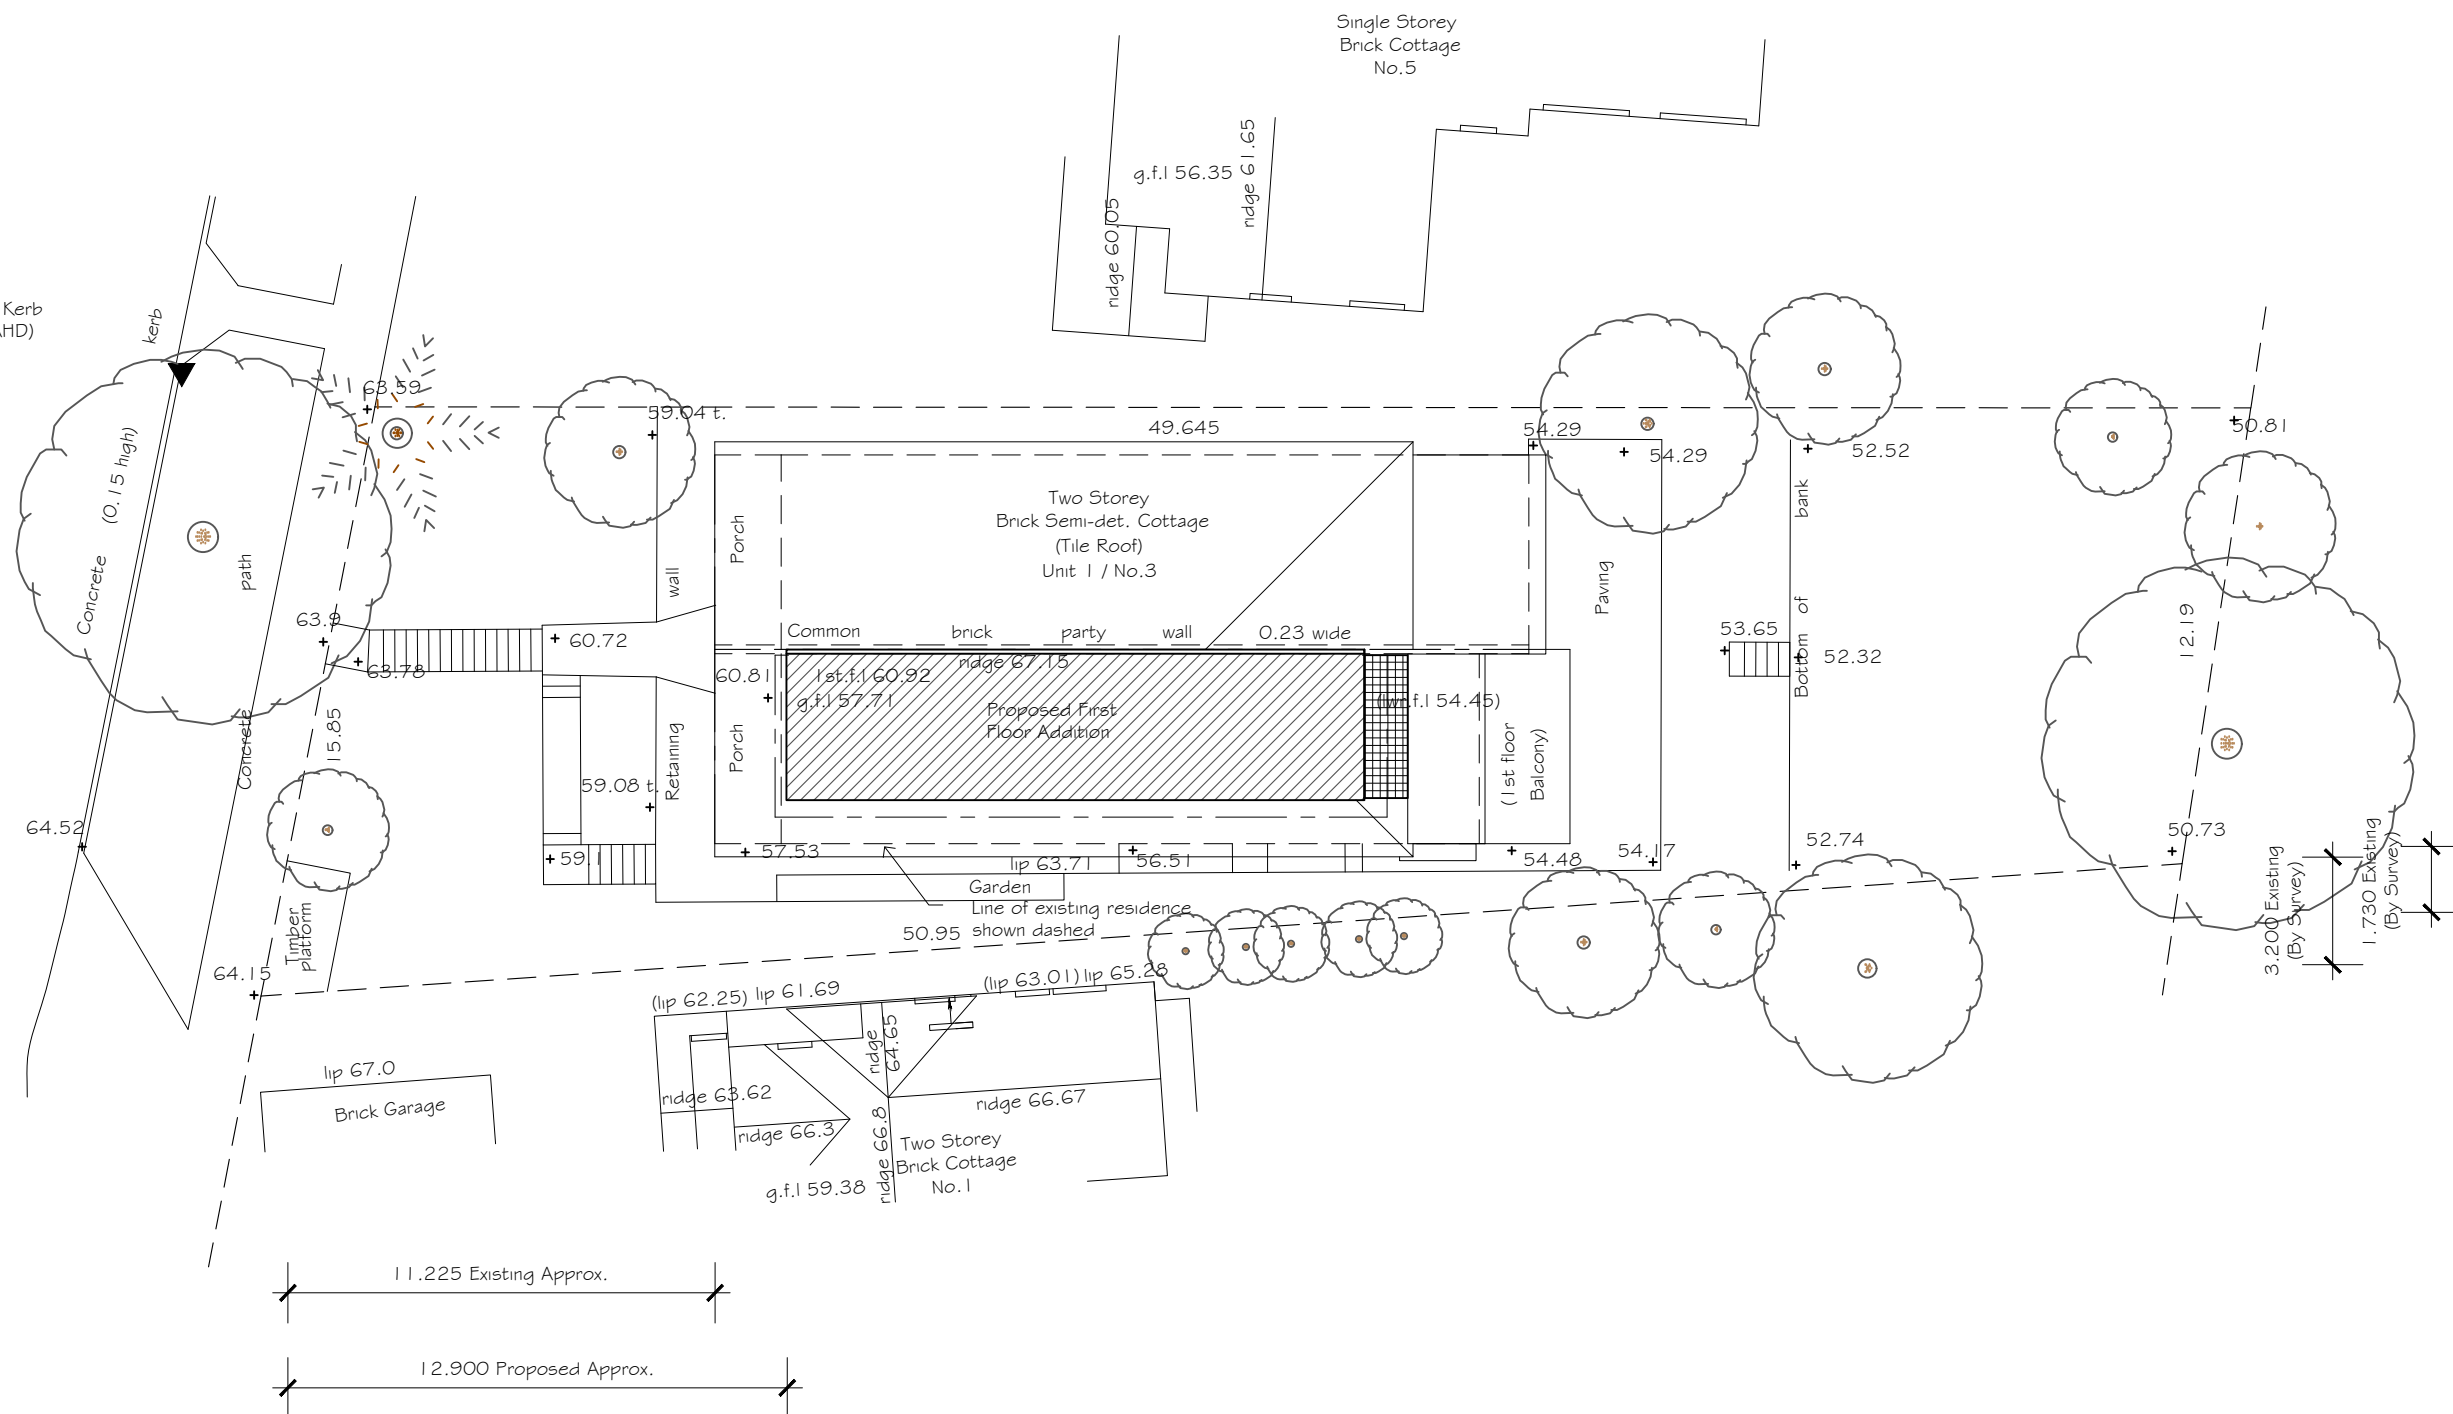 Single Storey
Brick Cottage
No.5
g.f.l 56.35
ridge 61.65
ridge 60.05
Kerb
kerb
63.59
59.04 t.
49.645
54.29
54.29
52.52
50.81
(0.15 high)
Concrete
path
Concrete
Two Storey
Brick Semi-det. Cottage
(Tile Roof)
Unit 1 / No.3
Porch
wall
Paving
bank
of
Bottom
12.19
63.9
63.78
60.72
Common brick party wall 0.23 wide
53.65
52.32
60.81
1st.f.l 60.92
ridge 67.15
g.f.l 57.71
(lwr.f.l 54.45)
Proposed First
Floor Addition
15.85
Retaining
Porch
(1st floor
Balcony)
59.08 t.
64.52
59.1
57.53
lip 63.71
56.51
54.48
54.17
52.74
50.73
3.200 Existing
(By Survey)
1.730 Existing
(By Survey)
Garden
Line of existing residence
shown dashed
50.95
Timber
platform
64.15
(lip 62.25)
lip 61.69
(lip 63.01)
lip 65.28
ridge
64.65
lip 67.0
Brick Garage
ridge 63.62
ridge 66.67
ridge 66.3
ridge 66.8
Two Storey
Brick Cottage
No.1
g.f.l 59.38
11.225 Existing Approx.
12.900 Proposed Approx.